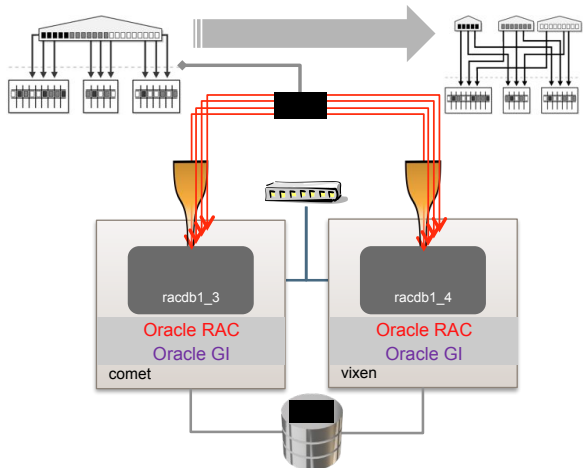 racdb1_3
racdb1_4
Oracle RAC
Oracle RAC
Oracle GI
Oracle GI
comet
vixen